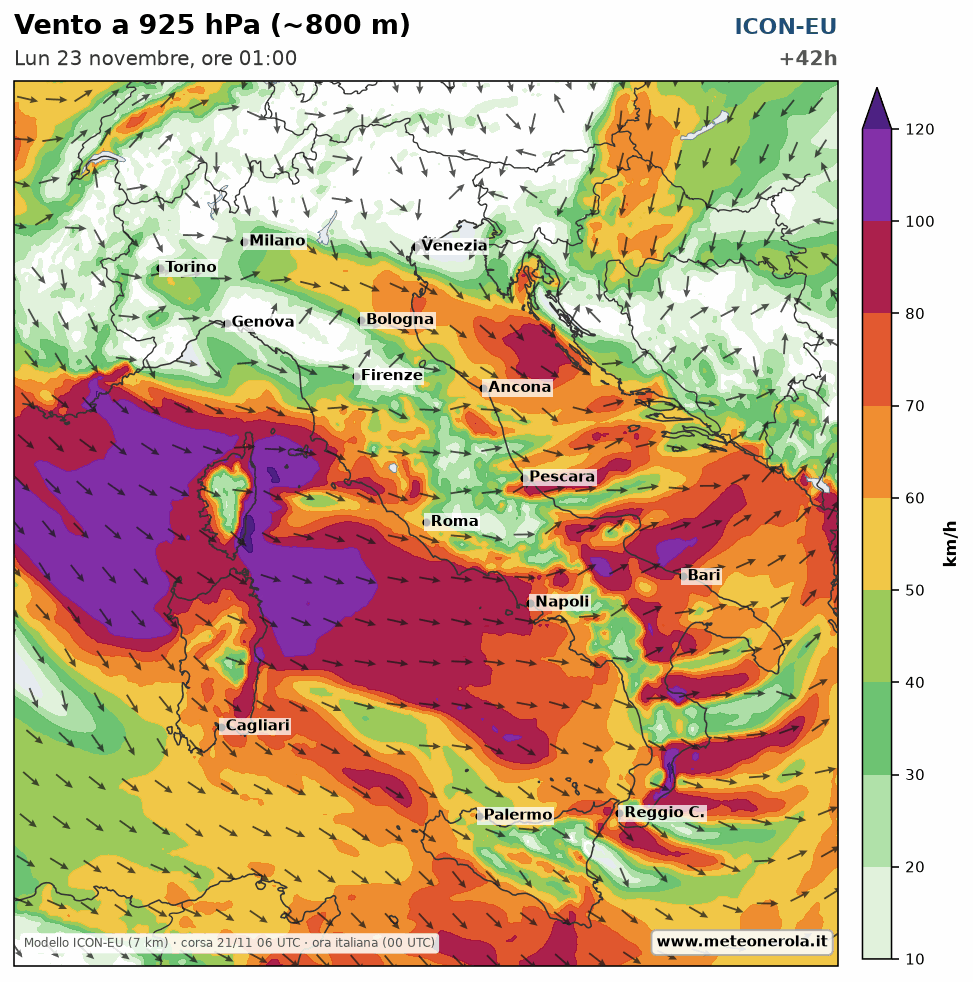 Vento a 925 hPa (~800 m)
ICON-EU
Lun 23 novembre, ore 01:00
+42h
120
100
Milano
Venezia
Torino
80
Genova
Bologna
Firenze
Ancona
70
Pescara
60
Roma
km/h
Bari
50
Napoli
40
Cagliari
30
Palermo
Reggio C.
20
Modello ICON-EU (7 km) · corsa 21/11 06 UTC · ora italiana (00 UTC)
www.meteonerola.it
10